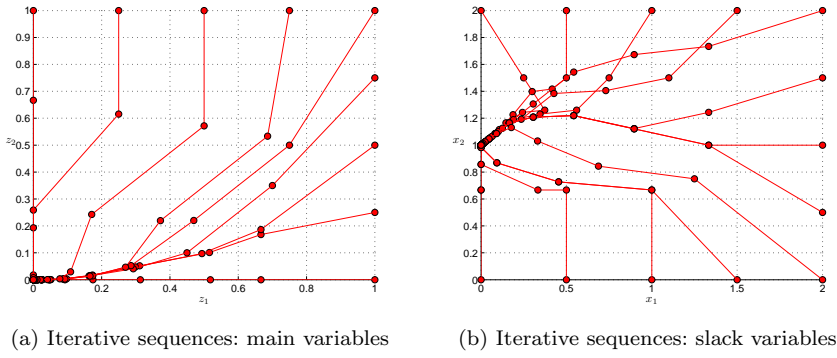 1
0.9
0.8
0.7
0.6
z₂ 0.5
0.4
0.3
0.2
0.1
0
0 0.2 0.4 0.6 0.8 1
z₁
2
1.8
1.6
1.4
1.2
x₂ 1
0.8
0.6
0.4
0.2
0
0 0.5 1 1.5 2
x₁
(a) Iterative sequences: main variables
(b) Iterative sequences: slack variables